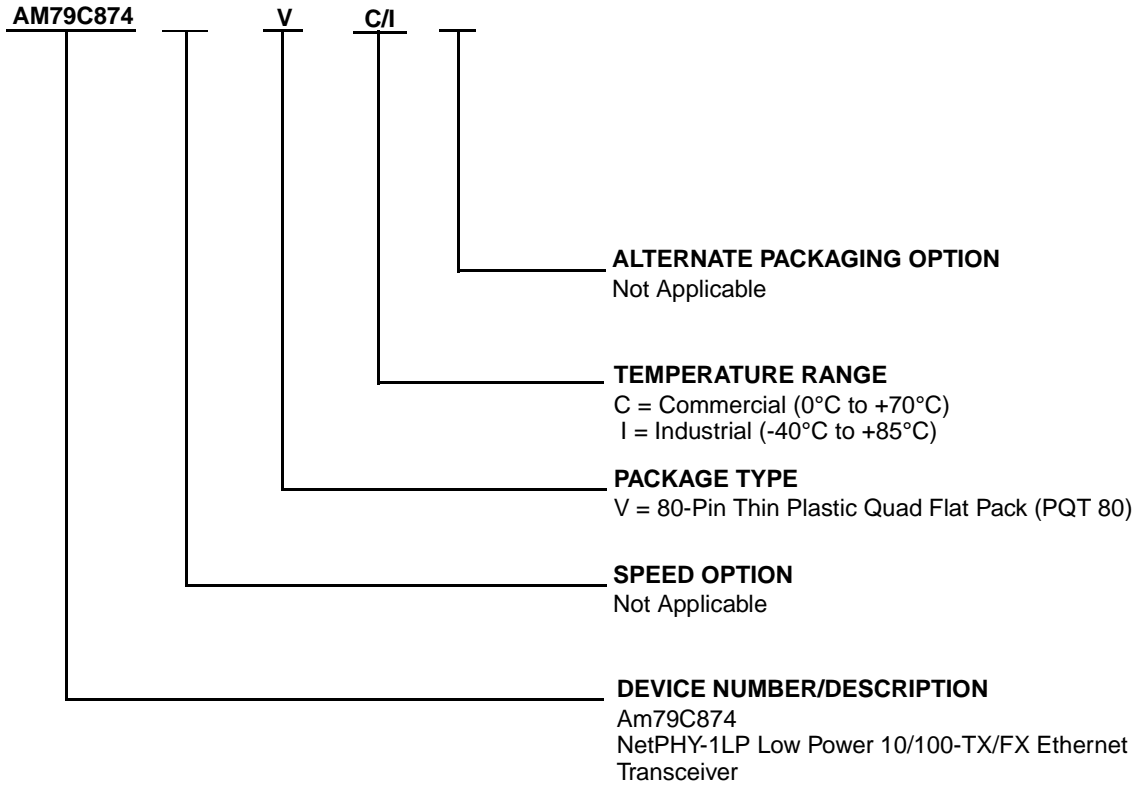 AM79C874 V C/I
ALTERNATE PACKAGING OPTION
Not Applicable
TEMPERATURE RANGE
C = Commercial (0°C to +70°C)
I = Industrial (-40°C to +85°C)
PACKAGE TYPE
V = 80-Pin Thin Plastic Quad Flat Pack (PQT 80)
SPEED OPTION
Not Applicable
DEVICE NUMBER/DESCRIPTION
Am79C874
NetPHY-1LP Low Power 10/100-TX/FX Ethernet
Transceiver